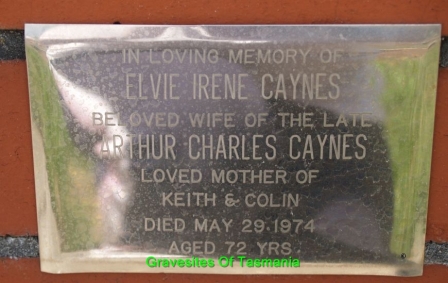 IN LOVING MEMORY OF
ELVIE IRENE CAYNES
BELOVED WIFE OF THE LATE
ARTHUR CHARLES CAYNES
LOVED MOTHER OF
KEITH & COLIN
DIED MAY 29.1974
AGED 72 YRS
Gravesites Of Tasmania